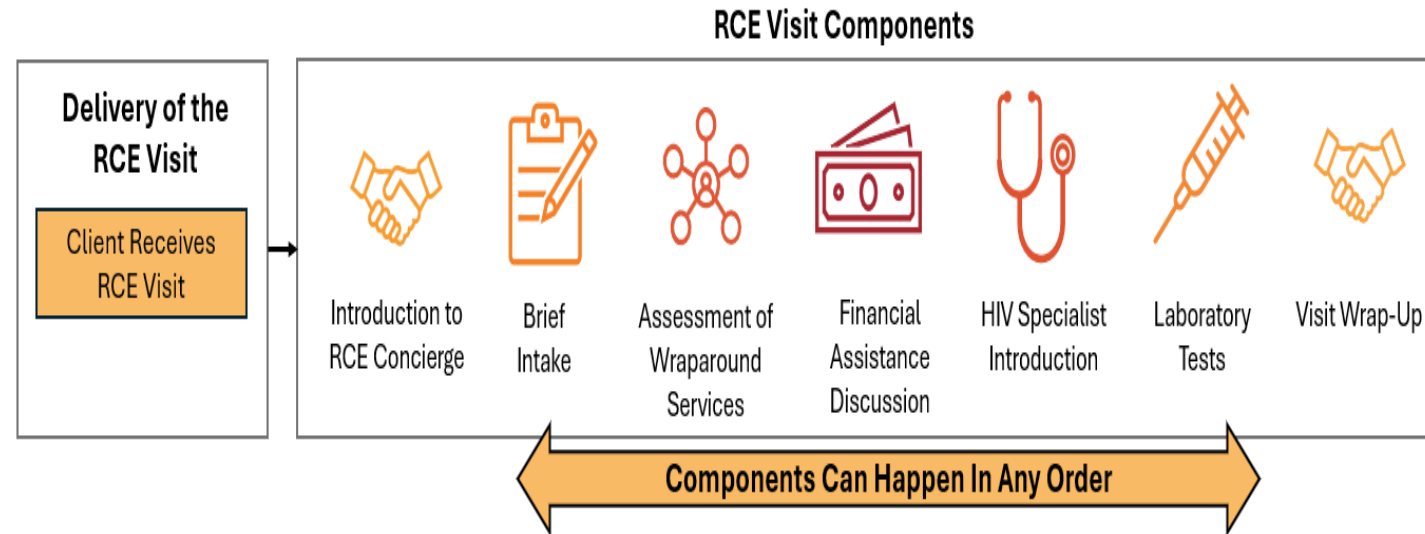 RCE Visit Components
Delivery of the
RCE Visit
Client Receives
RCE Visit
Introduction to
RCE Concierge
Brief
Intake
Assessment of
Wraparound
Services
Financial
Assistance
Discussion
HIV Specialist
Introduction
Laboratory
Tests
Visit Wrap-Up
Components Can Happen In Any Order